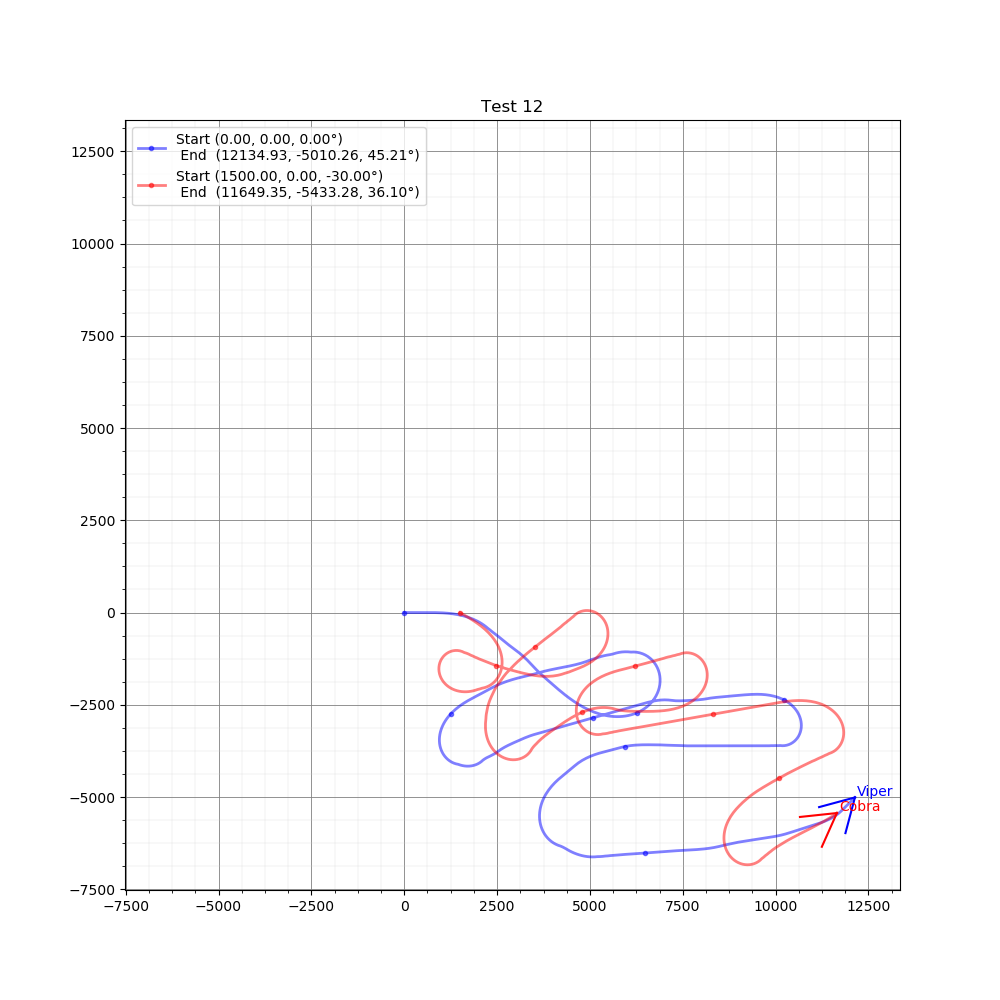 Test 12
Start (0.00, 0.00, 0.00°)
End  (12134.93, -5010.26, 45.21°)
Start (1500.00, 0.00, -30.00°)
End  (11649.35, -5433.28, 36.10°)
12500
10000
7500
5000
2500
0
−2500
−5000
−7500
Viper
Cobra
−7500 −5000 −2500 0 2500 5000 7500 10000 12500